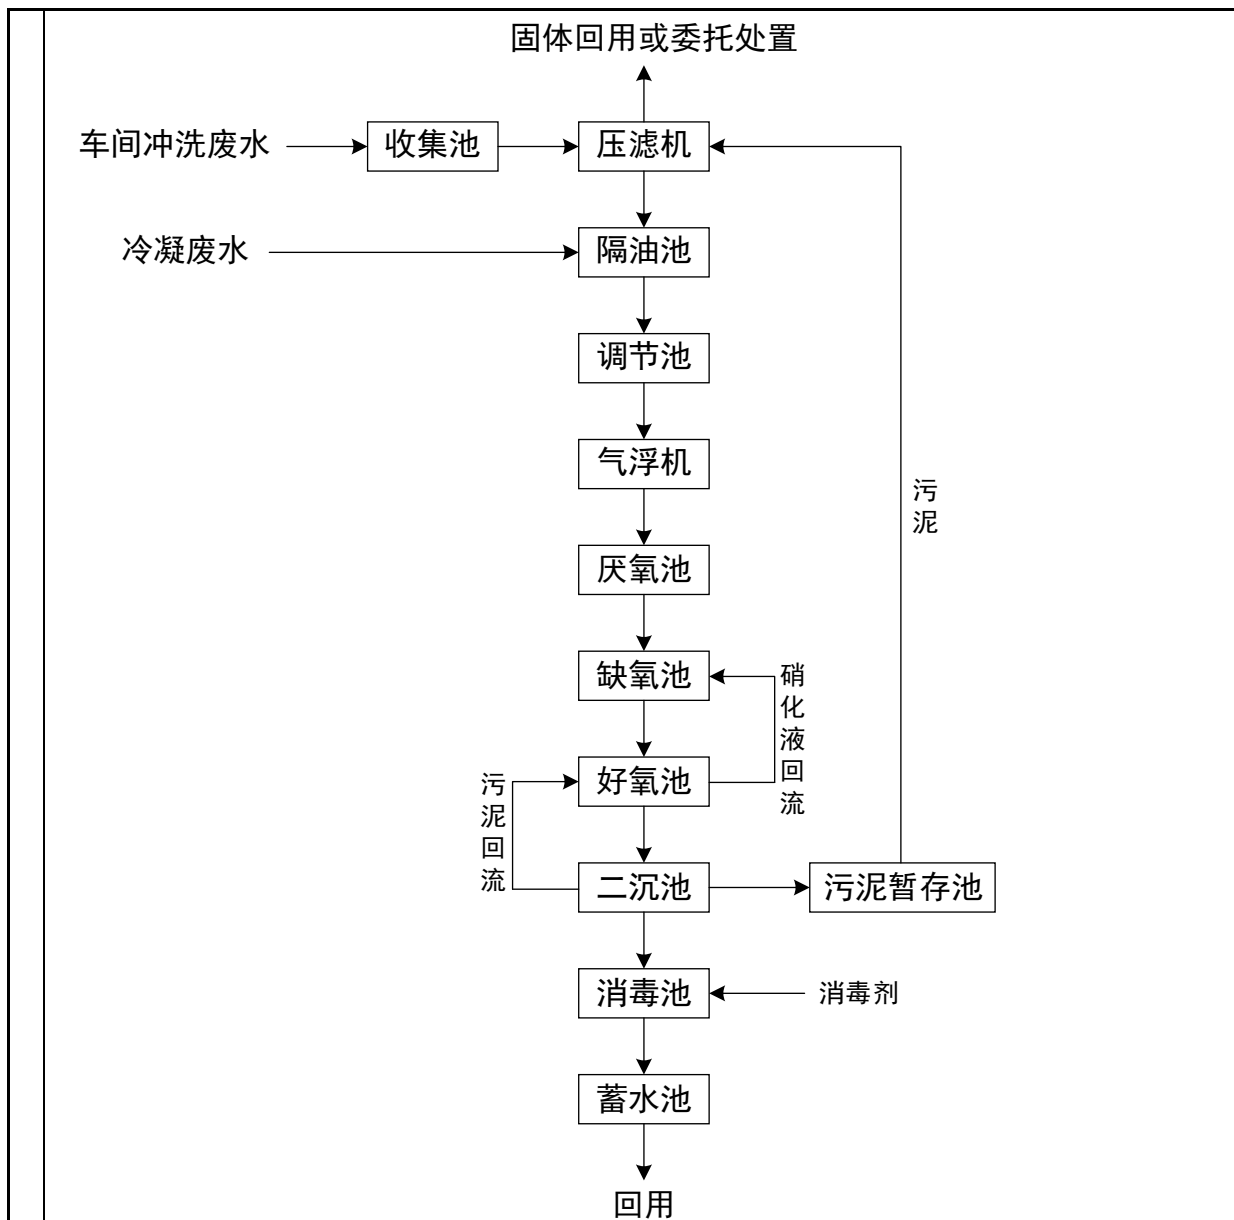 固体回用或委托处置
车间冲洗废水
收集池
压滤机
冷凝废水
隔油池
调节池
气浮机
污泥
厌氧池
缺氧池
硝化液回流
好氧池
污泥回流
二沉池
污泥暂存池
消毒池
消毒剂
蓄水池
回用